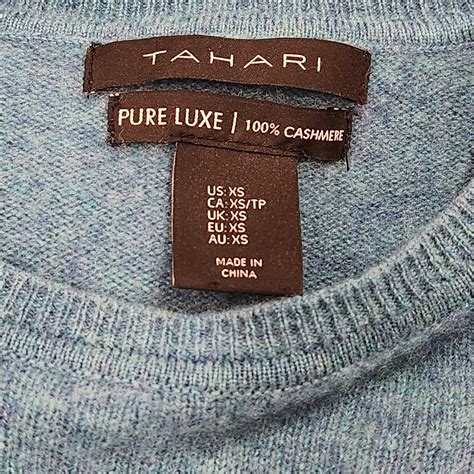 TAHARI
PURE LUXE | 100% CASHMERE
US: XS
CA: XS/TP
UK: XS
EU: XS
AU: XS
MADE IN
CHINA